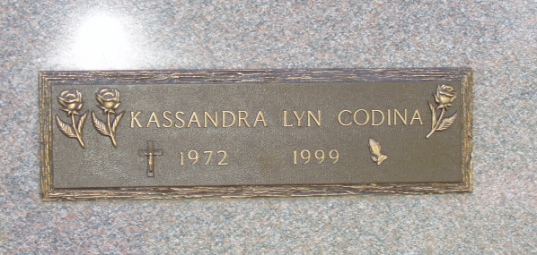 KASSANDRA LYN CODINA
1972 1999